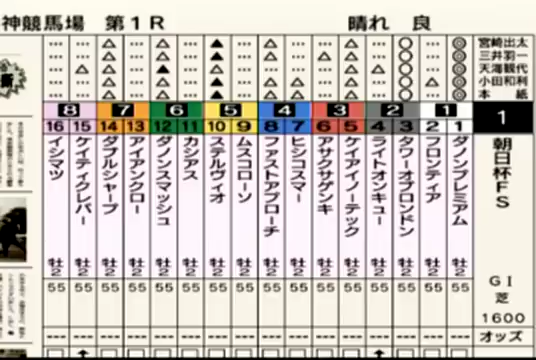 神競馬場 第1R 晴れ 良
宮崎出太
三井羽一
天海観代
小田和利
本紙
8 7 6 5 4 3 2 1
16 15 14 13 12 11 10 9 8 7 6 5 4 3 2 1
1
朝日杯FS
GI
芝
1600
オッズ
ダノンプレミアム 牡2 55
フロンティア 牡2 55
タワーオブロンドン 牡2 55
ライトオンキュー 牡2 55
ケイアイノーテック 牡2 55
アサクサゲンキ 牡2 55
ヒシコスマー 牡2 55
ファストアプローチ 牡2 55
ムスコローソ 牡2 55
ステルヴィオ 牡2 55
カシアス 牡2 55
ダノンスマッシュ 牡2 55
アイアンクロー 牡2 55
ダブルシャープ 牡2 55
ケイティクレバー 牡2 55
イシマツ 牡2 55